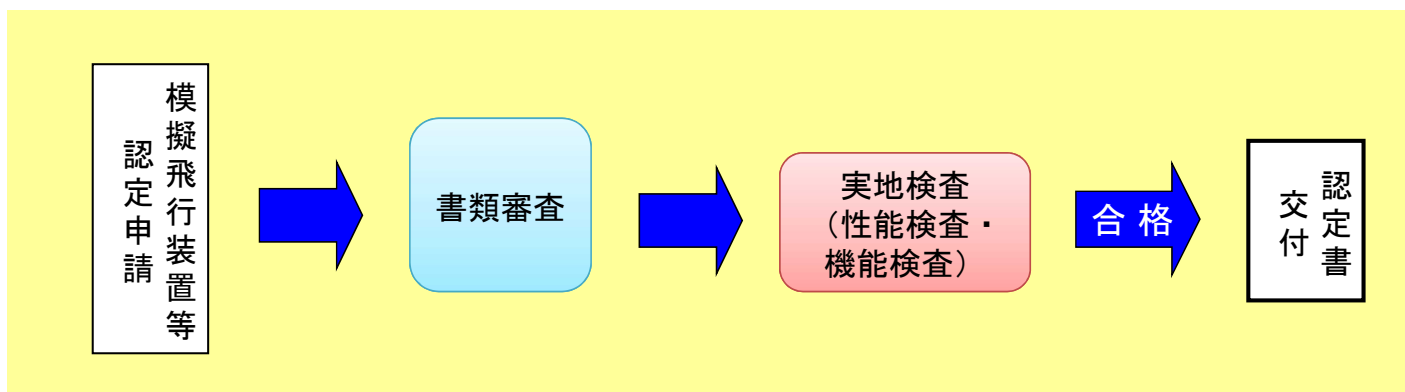 模擬飛行装置等
認定申請
書類審査
実地検査
（性能検査・
機能検査）
合格
認定書
交付